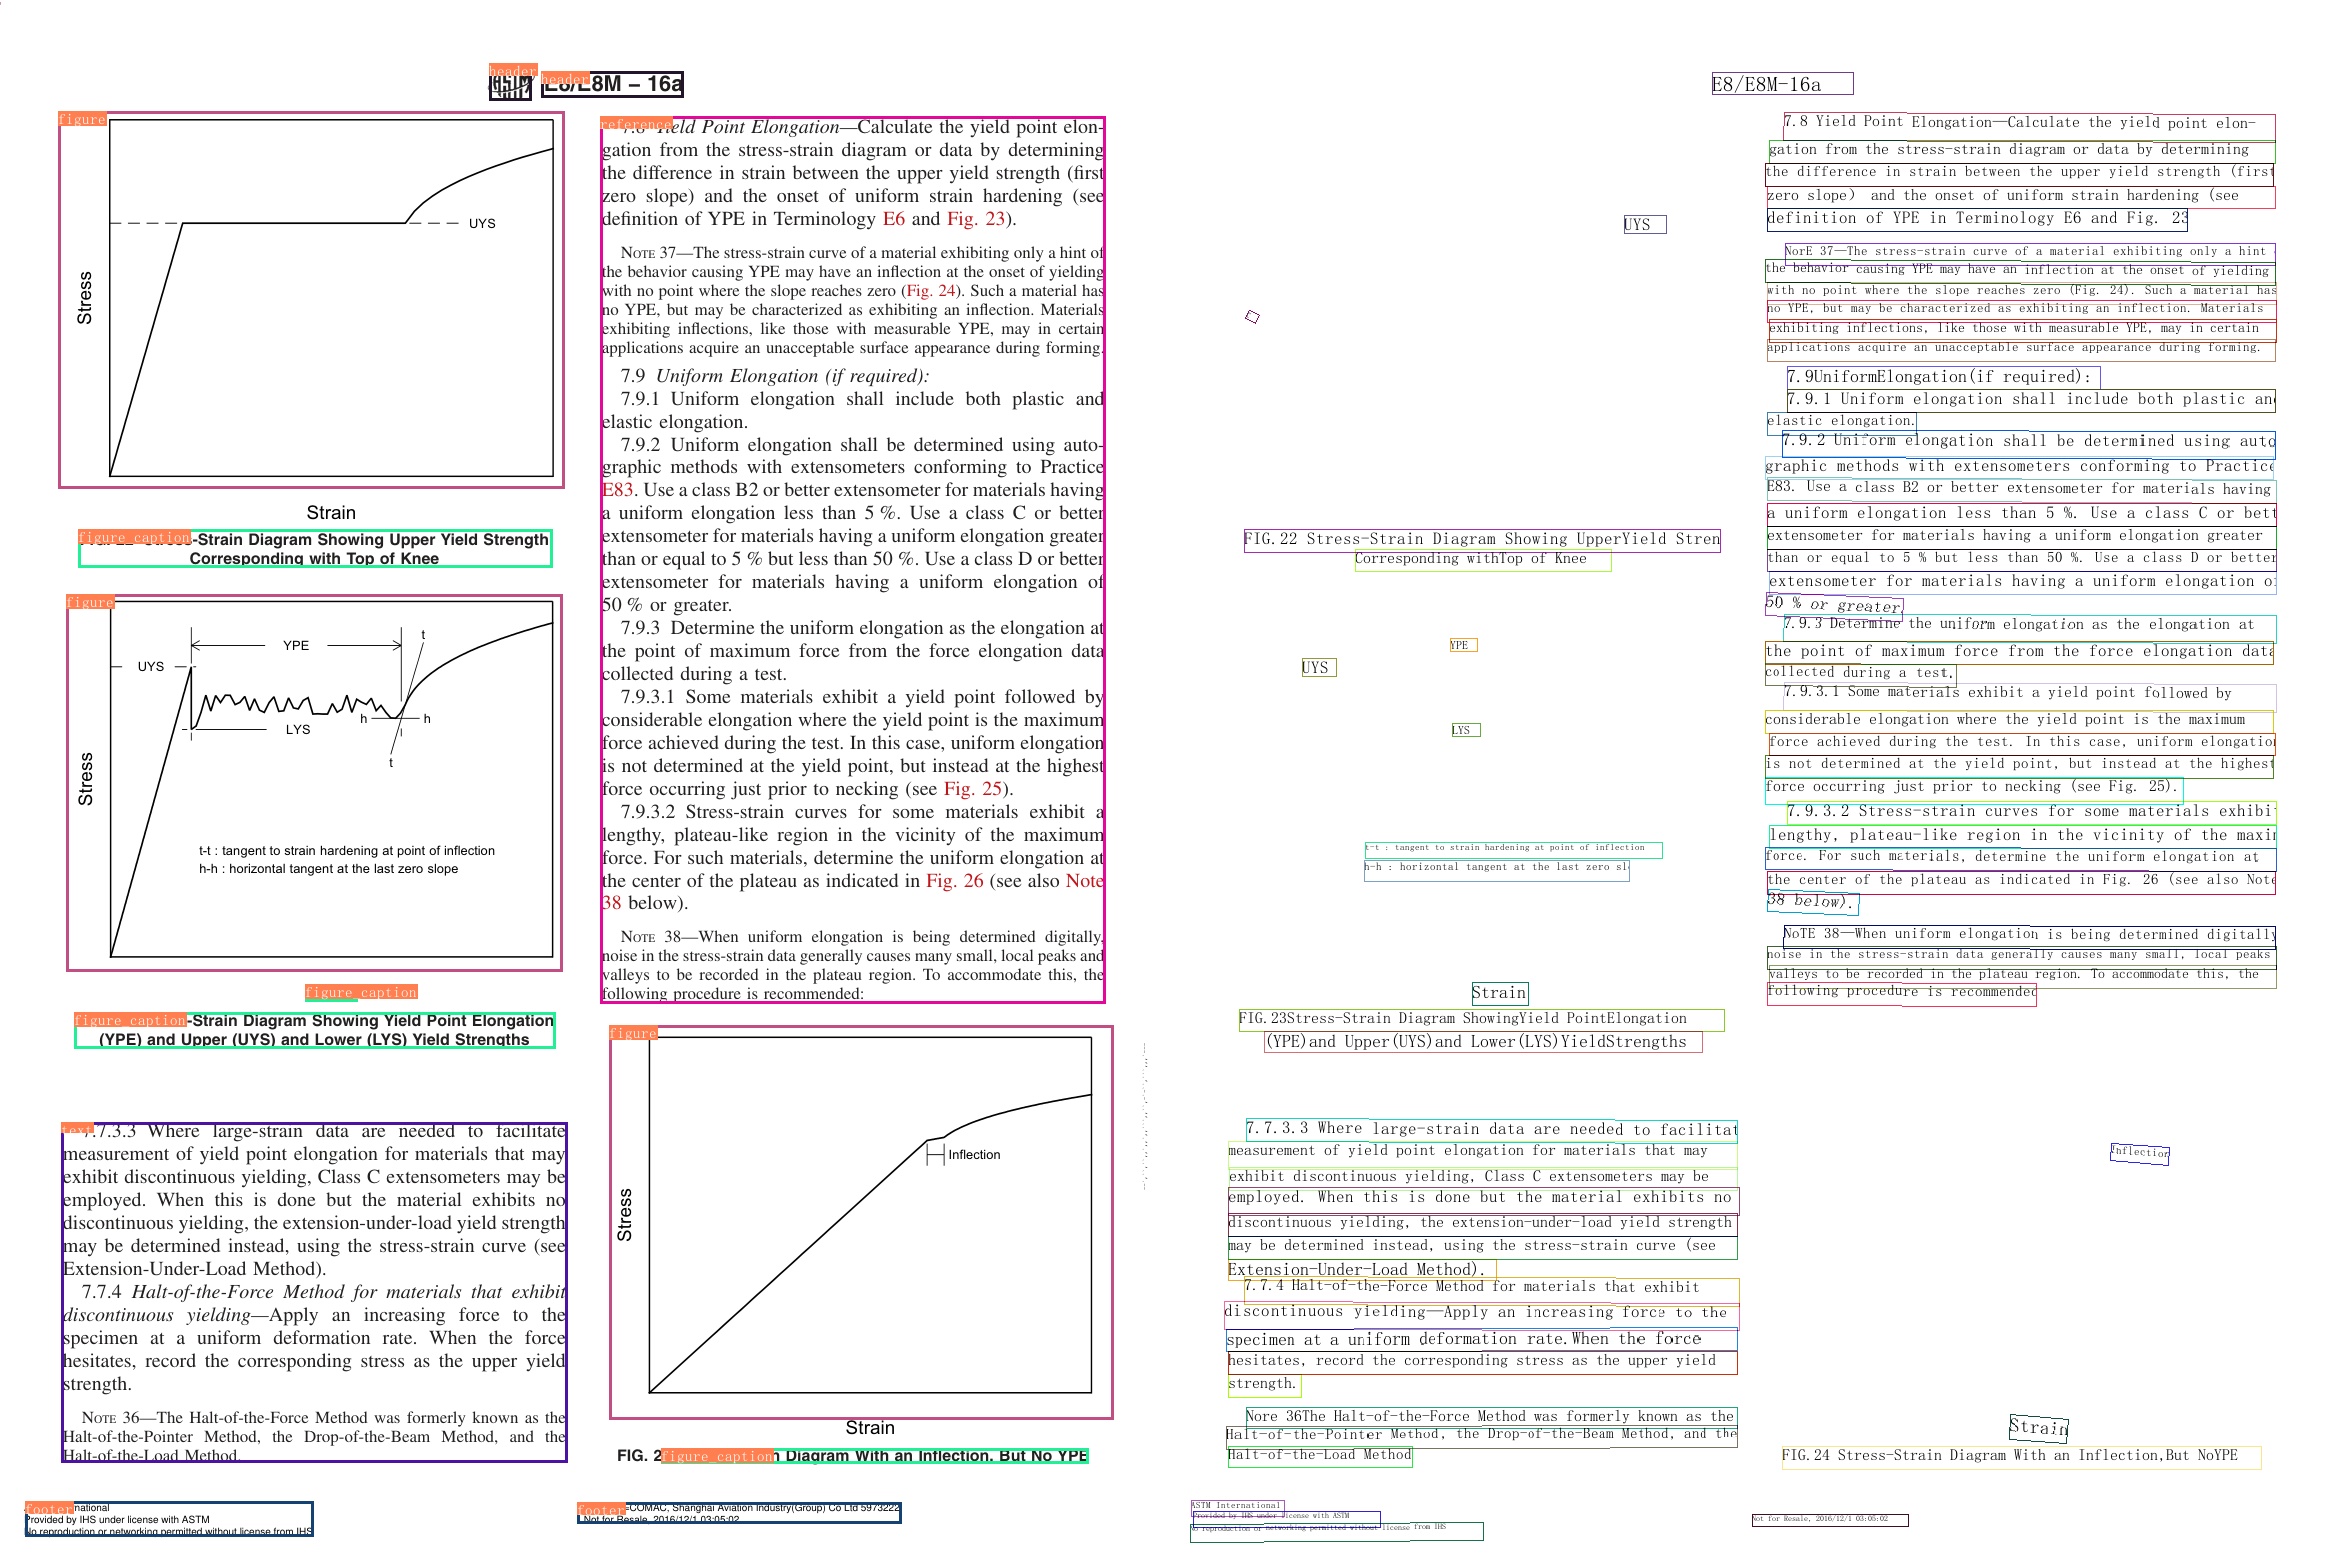 header
header
E8/E8M – 16a
figure
UYS
Stress
Strain
figure_caption
-Strain Diagram Showing Upper Yield Strength
Corresponding with Top of Knee
figure
t
YPE
UYS
h
h
LYS
t
Stress
t-t : tangent to strain hardening at point of inflection
h-h : horizontal tangent at the last zero slope
figure_caption
figure_caption
-Strain Diagram Showing Yield Point Elongation
(YPE) and Upper (UYS) and Lower (LYS) Yield Strengths
text
7.7.3.3 Where large-strain data are needed to facilitate
measurement of yield point elongation for materials that may
exhibit discontinuous yielding, Class C extensometers may be
employed. When this is done but the material exhibits no
discontinuous yielding, the extension-under-load yield strength
may be determined instead, using the stress-strain curve (see
Extension-Under-Load Method).
7.7.4 Halt-of-the-Force Method for materials that exhibit
discontinuous yielding—Apply an increasing force to the
specimen at a uniform deformation rate. When the force
hesitates, record the corresponding stress as the upper yield
strength.
NOTE 36—The Halt-of-the-Force Method was formerly known as the
Halt-of-the-Pointer Method, the Drop-of-the-Beam Method, and the
Halt-of-the-Load Method.
reference
7.8 Yield Point Elongation—Calculate the yield point elon-
gation from the stress-strain diagram or data by determining
the difference in strain between the upper yield strength (first
zero slope) and the onset of uniform strain hardening (see
definition of YPE in Terminology E6 and Fig. 23).
NOTE 37—The stress-strain curve of a material exhibiting only a hint of
the behavior causing YPE may have an inflection at the onset of yielding
with no point where the slope reaches zero (Fig. 24). Such a material has
no YPE, but may be characterized as exhibiting an inflection. Materials
exhibiting inflections, like those with measurable YPE, may in certain
applications acquire an unacceptable surface appearance during forming.
7.9 Uniform Elongation (if required):
7.9.1 Uniform elongation shall include both plastic and
elastic elongation.
7.9.2 Uniform elongation shall be determined using auto-
graphic methods with extensometers conforming to Practice
E83. Use a class B2 or better extensometer for materials having
a uniform elongation less than 5 %. Use a class C or better
extensometer for materials having a uniform elongation greater
than or equal to 5 % but less than 50 %. Use a class D or better
extensometer for materials having a uniform elongation of
50 % or greater.
7.9.3 Determine the uniform elongation as the elongation at
the point of maximum force from the force elongation data
collected during a test.
7.9.3.1 Some materials exhibit a yield point followed by
considerable elongation where the yield point is the maximum
force achieved during the test. In this case, uniform elongation
is not determined at the yield point, but instead at the highest
force occurring just prior to necking (see Fig. 25).
7.9.3.2 Stress-strain curves for some materials exhibit a
lengthy, plateau-like region in the vicinity of the maximum
force. For such materials, determine the uniform elongation at
the center of the plateau as indicated in Fig. 26 (see also Note
38 below).
NOTE 38—When uniform elongation is being determined digitally,
noise in the stress-strain data generally causes many small, local peaks and
valleys to be recorded in the plateau region. To accommodate this, the
following procedure is recommended:
figure
Inflection
Stress
Strain
FIG. 2
figure_caption
n Diagram With an Inflection, But No YPE
footer
national
Provided by IHS under license with ASTM
No reproduction or networking permitted without license from IHS
footer
=COMAC, Shanghai Aviation Industry(Group) Co Ltd 5973222
Not for Resale, 2016/12/1 03:05:02
E8/E8M-16a
UYS
FIG.22 Stress-Strain Diagram Showing UpperYield Stren
Corresponding withTop of Knee
YPE
UYS
LYS
t-t : tangent to strain hardening at point of inflection
h-h : horizontal tangent at the last zero sl
Strain
FIG.23Stress-Strain Diagram ShowingYield PointElongation
(YPE)and Upper(UYS)and Lower(LYS)YieldStrengths
7.7.3.3 Where large-strain data are needed to facilitat
measurement of yield point elongation for materials that may
exhibit discontinuous yielding, Class C extensometers may be
employed. When this is done but the material exhibits no
discontinuous yielding, the extension-under-load yield strength
may be determined instead, using the stress-strain curve (see
Extension-Under-Load Method).
7.7.4 Halt-of-the-Force Method for materials that exhibit
discontinuous yielding—Apply an increasing force to the
specimen at a uniform deformation rate.When the force
hesitates, record the corresponding stress as the upper yield
strength.
Nore 36The Halt-of-the-Force Method was formerly known as the
Halt-of-the-Pointer Method, the Drop-of-the-Beam Method, and the
Halt-of-the-Load Method
7.8 Yield Point Elongation—Calculate the yield point elon-
gation from the stress-strain diagram or data by determining
the difference in strain between the upper yield strength (first
zero slope) and the onset of uniform strain hardening (see
definition of YPE in Terminology E6 and Fig. 23
NorE 37—The stress-strain curve of a material exhibiting only a hint
the behavior causing YPE may have an inflection at the onset of yielding
with no point where the slope reaches zero (Fig. 24). Such a material has
no YPE, but may be characterized as exhibiting an inflection. Materials
exhibiting inflections, like those with measurable YPE, may in certain
applications acquire an unacceptable surface appearance during forming.
7.9UniformElongation(if required):
7.9.1 Uniform elongation shall include both plastic and
elastic elongation.
7.9.2 Uniform elongation shall be determined using auto
graphic methods with extensometers conforming to Practice
E83. Use a class B2 or better extensometer for materials having
a uniform elongation less than 5 %. Use a class C or bett
extensometer for materials having a uniform elongation greater
than or equal to 5 % but less than 50 %. Use a class D or better
extensometer for materials having a uniform elongation of
50 % or greater
7.9.3 Determine the uniform elongation as the elongation at
the point of maximum force from the force elongation data
collected during a test.
7.9.3.1 Some materials exhibit a yield point followed by
considerable elongation where the yield point is the maximum
force achieved during the test. In this case, uniform elongation
is not determined at the yield point, but instead at the highest
force occurring just prior to necking (see Fig. 25).
7.9.3.2 Stress-strain curves for some materials exhibi
lengthy, plateau-like region in the vicinity of the maxi
force. For such materials, determine the uniform elongation at
the center of the plateau as indicated in Fig. 26 (see also Note
38 below).
NoTE 38—When uniform elongation is being determined digitally
noise in the stress-strain data generally causes many small, local peaks
valleys to be recorded in the plateau region. To accommodate this, the
following procedure is recommended
Inflection
Strain
FIG.24 Stress-Strain Diagram With an Inflection,But NoYPE
ASTM International
Provided by IHS under license with ASTM
No reproduction or networking permitted without license from IHS
Not for Resale, 2016/12/1 03:05:02